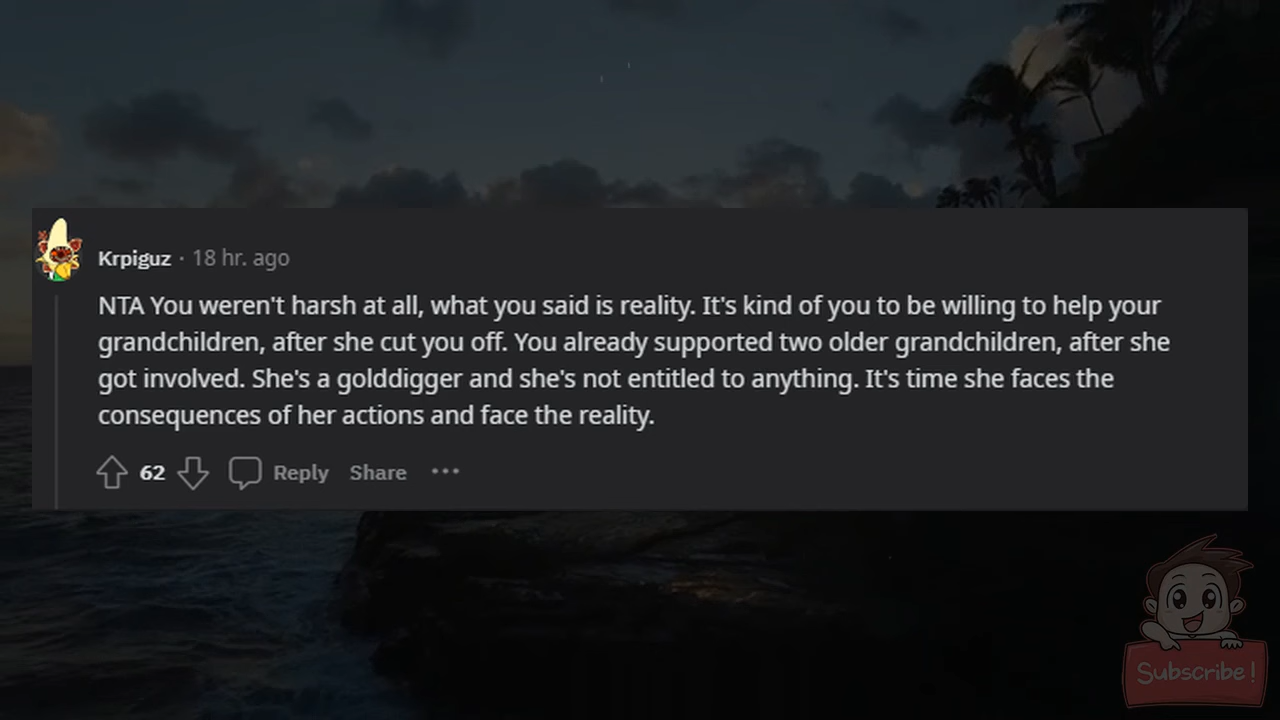 Krpiguz · 18 hr. ago
NTA You weren't harsh at all, what you said is reality. It's kind of you to be willing to help your
grandchildren, after she cut you off. You already supported two older grandchildren, after she
got involved. She's a golddigger and she's not entitled to anything. It's time she faces the
consequences of her actions and face the reality.
62 Reply Share ···
Subscribe!